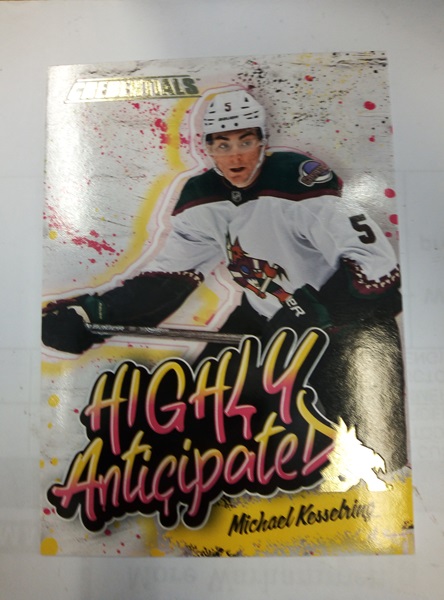 CREDENTIALS
5
5
HIGHLY
Anticipated
Michael Kesselring